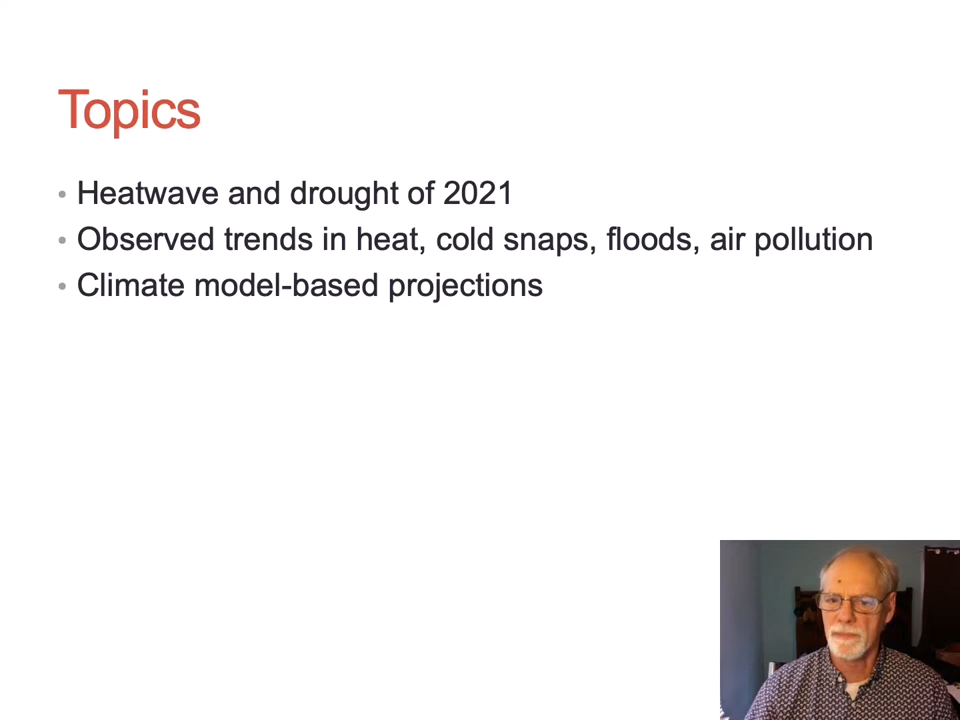 Topics
• Heatwave and drought of 2021
• Observed trends in heat, cold snaps, floods, air pollution
• Climate model-based projections